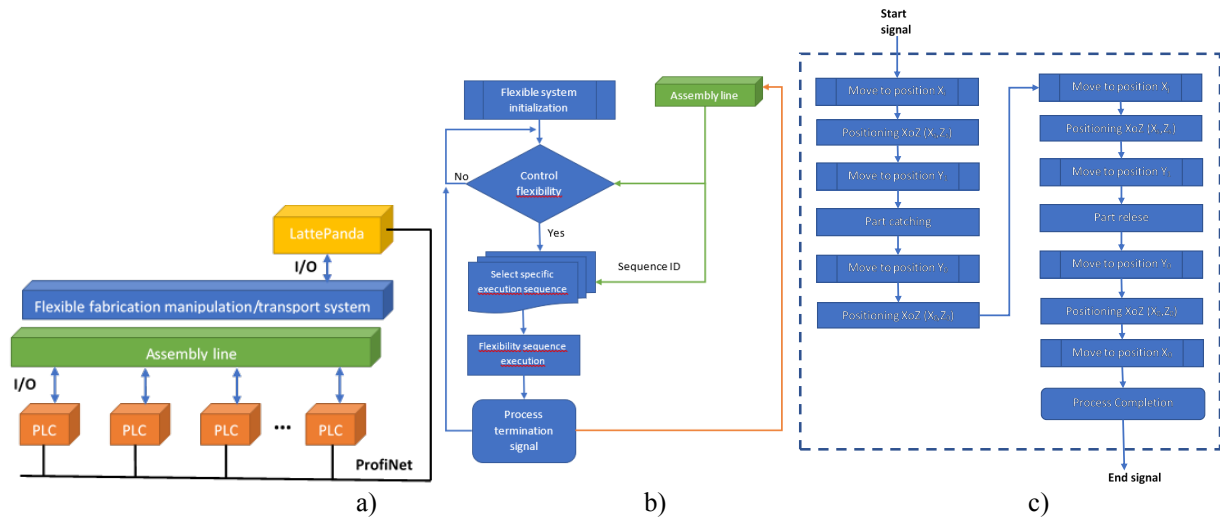 LattePanda
I/O
Flexible fabrication manipulation/transport system
Assembly line
I/O
PLC
PLC
PLC
...
PLC
ProfiNet
a)
Flexible system
initialization
Assembly line
No
Control
flexibility
Yes
Sequence ID
Select specific
execution sequence
Flexibility sequence
execution
Process
termination
signal
b)
Start
signal
Move to position X
Positioning XoZ (X ,Z )
Move to position Y
Part catching
Move to position Y
Positioning XoZ (X ,Z )
Move to position X
Positioning XoZ (X ,Z )
Move to position Y
Part relese
Move to position Y
Positioning XoZ (X ,Z )
Move to position X
Process Completion
End signal
c)